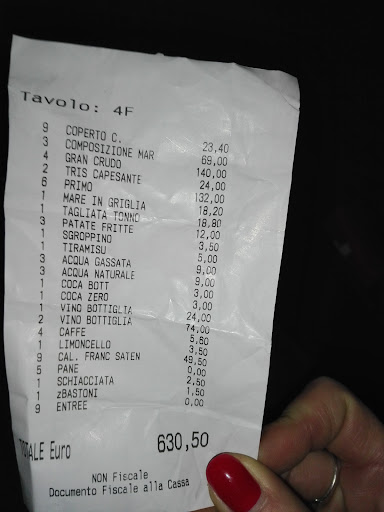 Tavolo: 4F
9 COPERTO C. 23,40
3 COMPOSIZIONE MAR 69,00
4 GRAN CRUDO 140,00
2 TRIS CAPESANTE 24,00
6 PRIMO 132,00
1 MARE IN GRIGLIA 18,20
1 TAGLIATA TONNO 18,80
3 PATATE FRITTE 12,00
1 SGROPPINO 3,50
1 TIRAMISU 5,00
3 ACQUA GASSATA 9,00
3 ACQUA NATURALE 9,00
1 COCA BOTT 3,00
1 COCA ZERO 3,00
1 VINO BOTTIGLIA 24,00
2 VINO BOTTIGLIA 74,00
4 CAFFE 5,60
1 LIMONCELLO 3,50
9 CAL. FRANC SATEN 49,50
5 PANE 0,00
1 SCHIACCIATA 2,50
1 zBASTONI 1,50
9 ENTREE 0,00
TOTALE Euro 630,50
NON Fiscale
Documento Fiscale alla Cassa